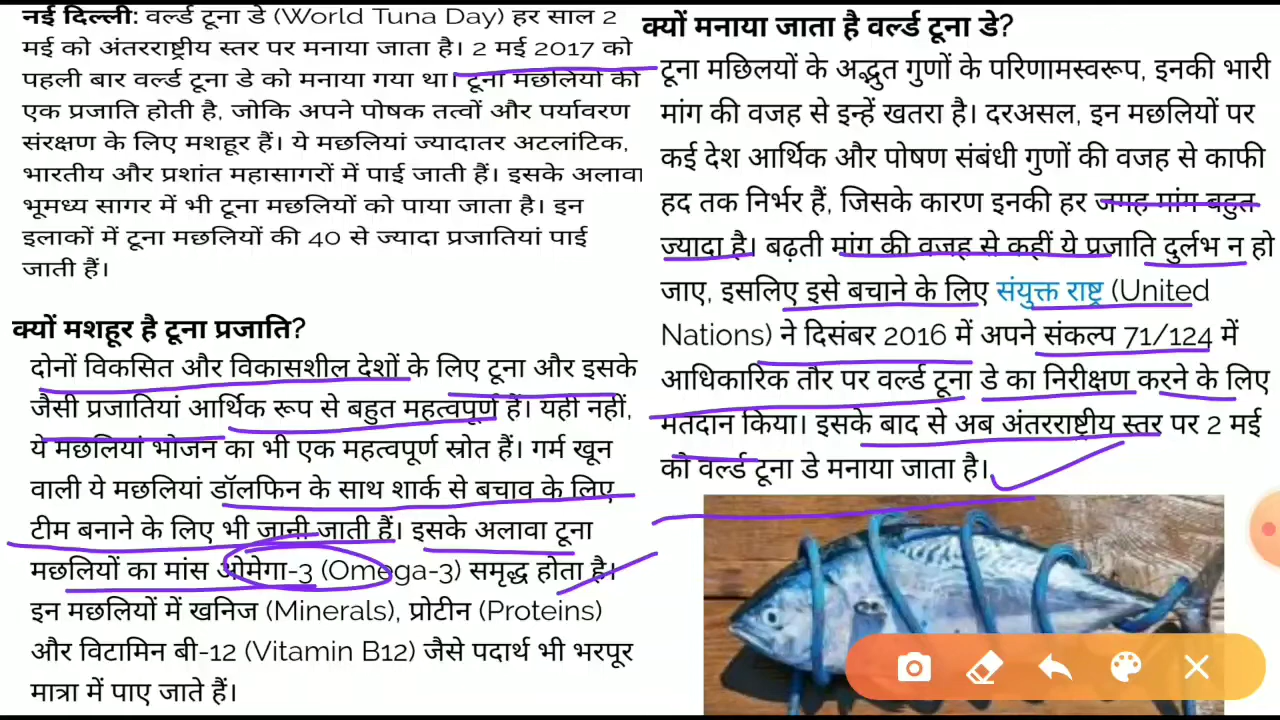 नई दिल्ली: वर्ल्ड टूना डे (World Tuna Day) हर साल 2
मई को अंतरराष्ट्रीय स्तर पर मनाया जाता है। 2 मई 2017 को
पहली बार वर्ल्ड टूना डे को मनाया गया था। टूना मछलियों की
एक प्रजाति होती है, जोकि अपने पोषक तत्वों और पर्यावरण
संरक्षण के लिए मशहूर हैं। ये मछलियां ज्यादातर अटलांटिक,
भारतीय और प्रशांत महासागरों में पाई जाती हैं। इसके अलावा
भूमध्य सागर में भी टूना मछलियों को पाया जाता है। इन
इलाकों में टूना मछलियों की 40 से ज्यादा प्रजातियां पाई
जाती हैं।
क्यों मशहूर है टूना प्रजाति?
दोनों विकसित और विकासशील देशों के लिए टूना और इसके
जैसी प्रजातियां आर्थिक रूप से बहुत महत्वपूर्ण हैं। यही नहीं,
ये मछलियां भोजन का भी एक महत्वपूर्ण स्रोत हैं। गर्म खून
वाली ये मछलियां डॉलफिन के साथ शार्क से बचाव के लिए
टीम बनाने के लिए भी जानी जाती हैं। इसके अलावा टूना
मछलियों का मांस ओमेगा-3 (Omega-3) समृद्ध होता है।
इन मछलियों में खनिज (Minerals), प्रोटीन (Proteins)
और विटामिन बी-12 (Vitamin B12) जैसे पदार्थ भी भरपूर
मात्रा में पाए जाते हैं।
क्यों मनाया जाता है वर्ल्ड टूना डे?
टूना मछिलयों के अद्भुत गुणों के परिणामस्वरूप, इनकी भारी
मांग की वजह से इन्हें खतरा है। दरअसल, इन मछलियों पर
कई देश आर्थिक और पोषण संबंधी गुणों की वजह से काफी
हद तक निर्भर हैं, जिसके कारण इनकी हर जगह मांग बहुत
ज्यादा है। बढ़ती मांग की वजह से कहीं ये प्रजाति दुर्लभ न हो
जाए, इसलिए इसे बचाने के लिए संयुक्त राष्ट्र (United
Nations) ने दिसंबर 2016 में अपने संकल्प 71/124 में
आधिकारिक तौर पर वर्ल्ड टूना डे का निरीक्षण करने के लिए
मतदान किया। इसके बाद से अब अंतरराष्ट्रीय स्तर पर 2 मई
को वर्ल्ड टूना डे मनाया जाता है।